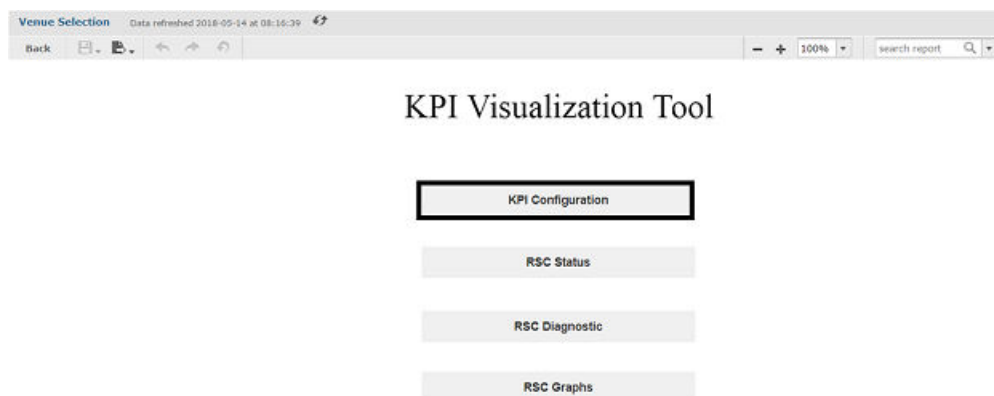 Venue Selection Data refreshed 2018-05-14 at 08:16:39
Back 100% search report
KPI Visualization Tool
KPI Configuration
RSC Status
RSC Diagnostic
RSC Graphs